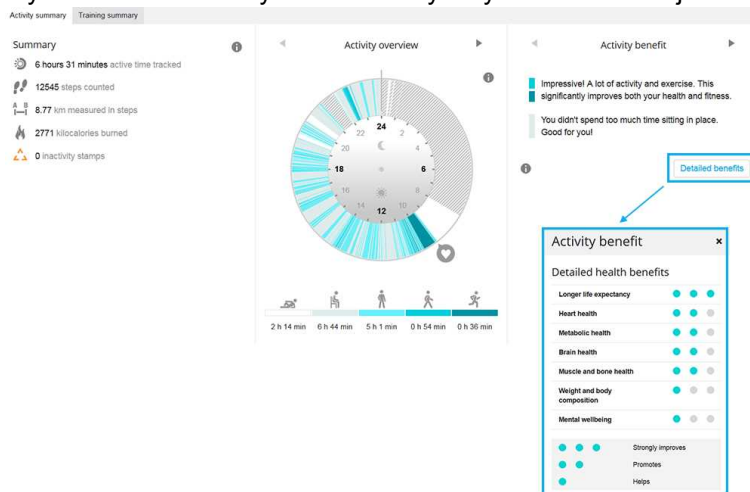 Activity summary
Training summary
Summary
6 hours 31 minutes active time tracked
12545 steps counted
A B
8.77 km measured in steps
2771 kilocalories burned
0 inactivity stamps
Activity overview
24
2
4
6
8
10
12
14
16
18
20
22
2 h 14 min
6 h 44 min
5 h 1 min
0 h 54 min
0 h 36 min
Activity benefit
Impressive! A lot of activity and exercise. This
significantly improves both your health and fitness.
You didn't spend too much time sitting in place.
Good for you!
Detailed benefits
Activity benefit
×
Detailed health benefits
Longer life expectancy
Heart health
Metabolic health
Brain health
Muscle and bone health
Weight and body
composition
Mental wellbeing
Strongly improves
Promotes
Helps